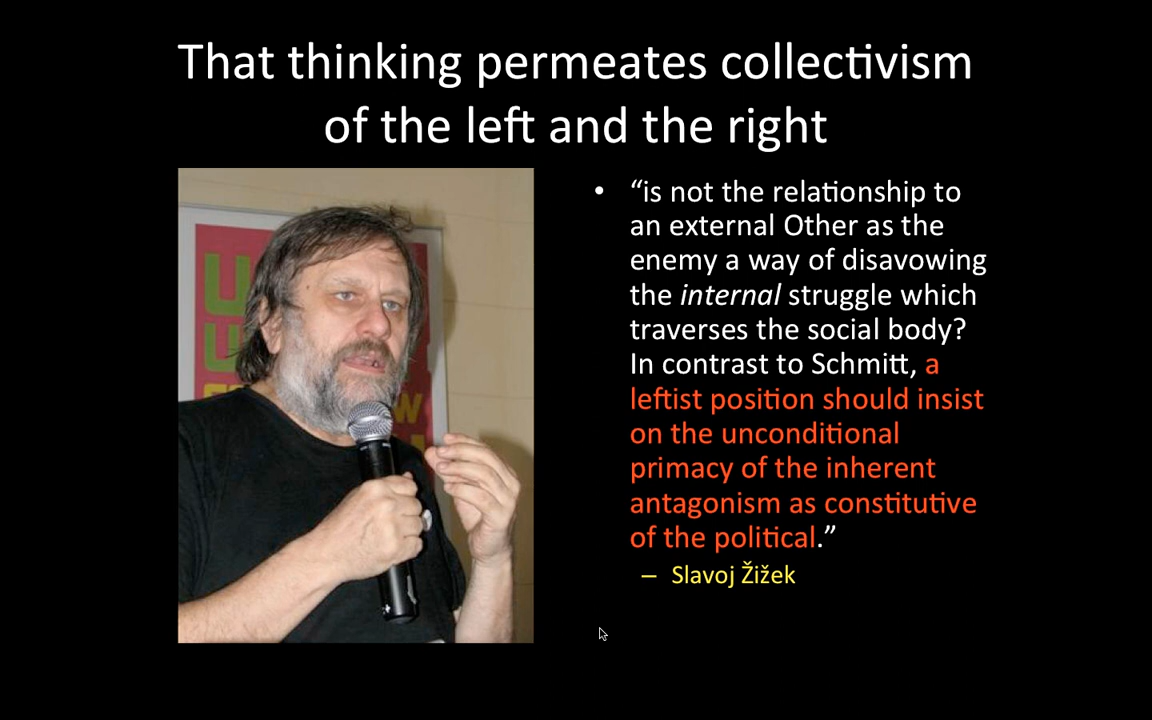 That thinking permeates collectivism
of the left and the right
• “is not the relationship to
an external Other as the
enemy a way of disavowing
the internal struggle which
traverses the social body?
In contrast to Schmitt, a
leftist position should insist
on the unconditional
primacy of the inherent
antagonism as constitutive
of the political.”
– Slavoj Žižek